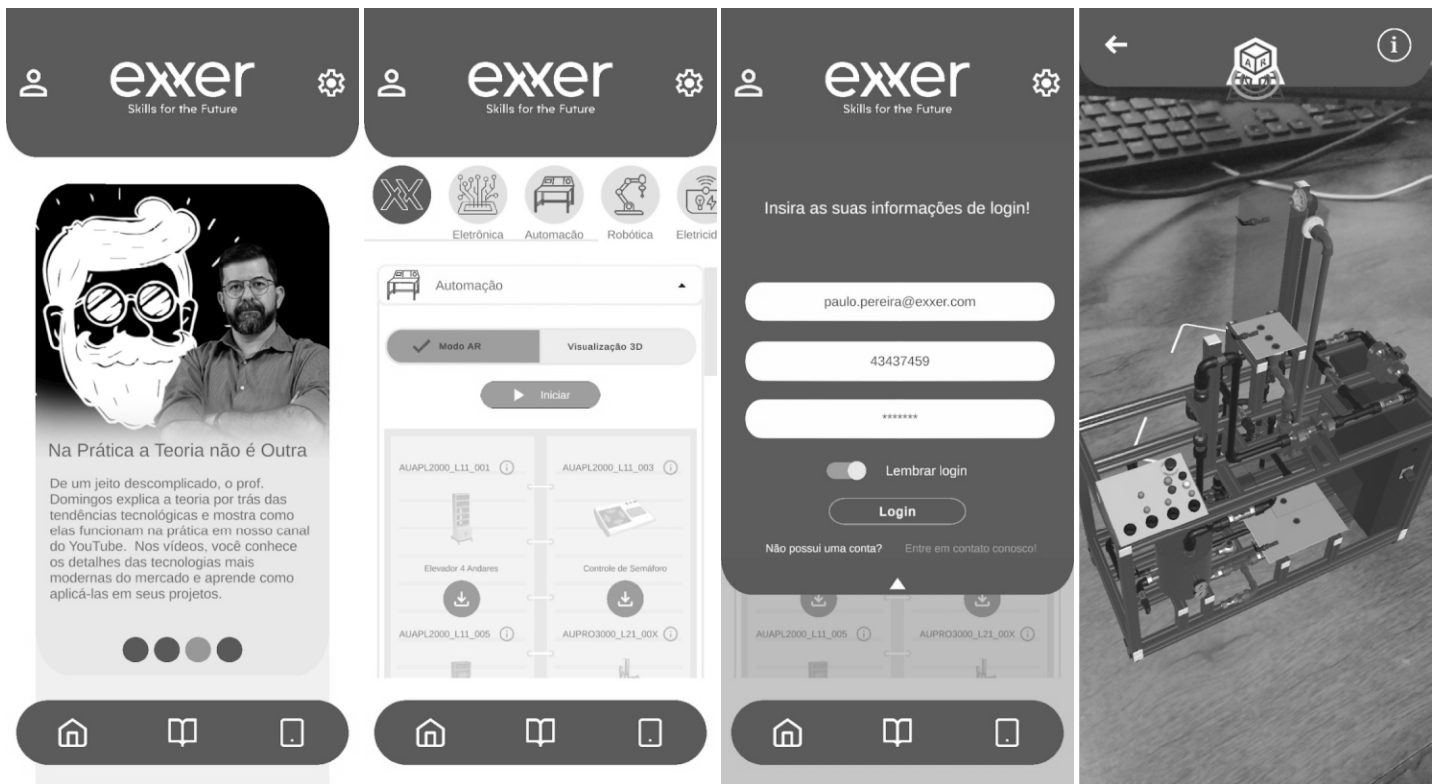 exxer
Skills for the Future
Na Prática a Teoria não é Outra
De um jeito descomplicado, o prof.
Domingos explica a teoria por trás das
tendências tecnológicas e mostra como
elas funcionam na prática em nosso canal
do YouTube. Nos vídeos, você conhece
os detalhes das tecnologias mais
modernas do mercado e aprende como
aplicá-las em seus projetos.
exxer
Skills for the Future
Eletrônica Automação Robótica Eletricid
Automação
Modo AR Visualização 3D
Iniciar
AUAPL2000_L11_001 i AUAPL2000_L11_003 i
Elevador 4 Andares Controle de Semáforo
AUAPL2000_L11_005 i AUPRO3000_L21_00X i
exxer
Skills for the Future
Insira as suas informações de login!
paulo.pereira@exxer.com
43437459
*******
Lembrar login
Login
Não possui uma conta? Entre em contato conosco!
AUAPL2000_L11_005 i AUPRO3000_L21_00X i
AR
i